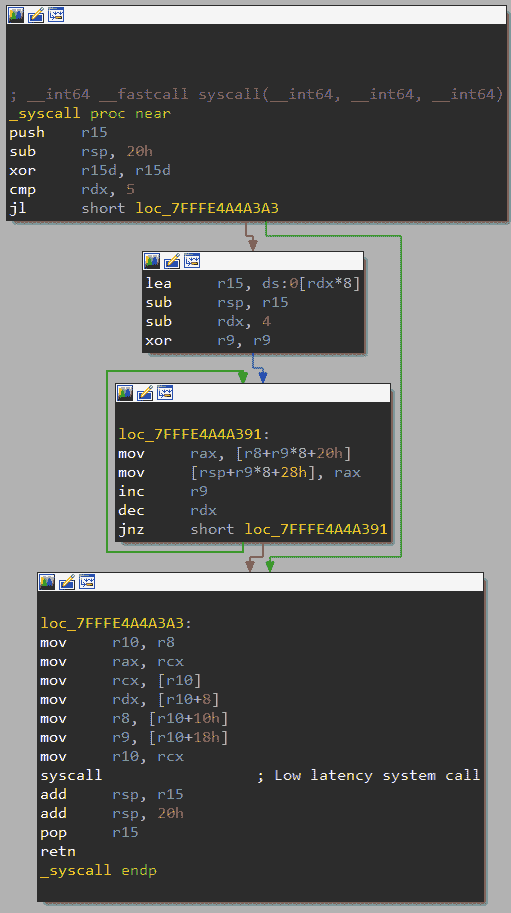 ; __int64 __fastcall syscall(__int64, __int64, __int64)
_syscall proc near
push r15
sub rsp, 20h
xor r15d, r15d
cmp rdx, 5
jl short loc_7FFFE4A4A3A3
lea r15, ds:0[rdx*8]
sub rsp, r15
sub rdx, 4
xor r9, r9
loc_7FFFE4A4A391:
mov rax, [r8+r9*8+20h]
mov [rsp+r9*8+28h], rax
inc r9
dec rdx
jnz short loc_7FFFE4A4A391
loc_7FFFE4A4A3A3:
mov r10, r8
mov rax, rcx
mov rcx, [r10]
mov rdx, [r10+8]
mov r8, [r10+10h]
mov r9, [r10+18h]
mov r10, rcx
syscall ; Low latency system call
add rsp, r15
add rsp, 20h
pop r15
retn
_syscall endp